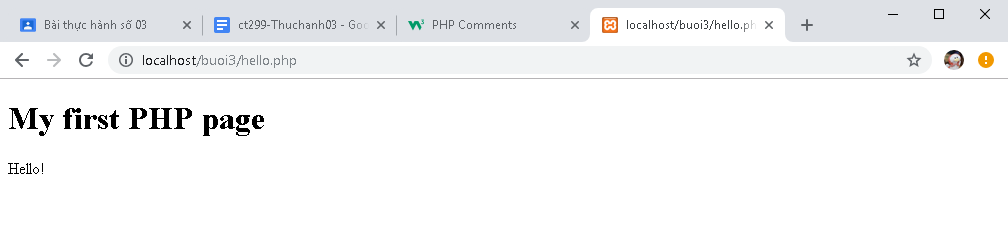 Bài thực hành số 03
ct299-Thuchanh03 - Goo
PHP Comments
localhost/buoi3/hello.ph
localhost/buoi3/hello.php
My first PHP page
Hello!